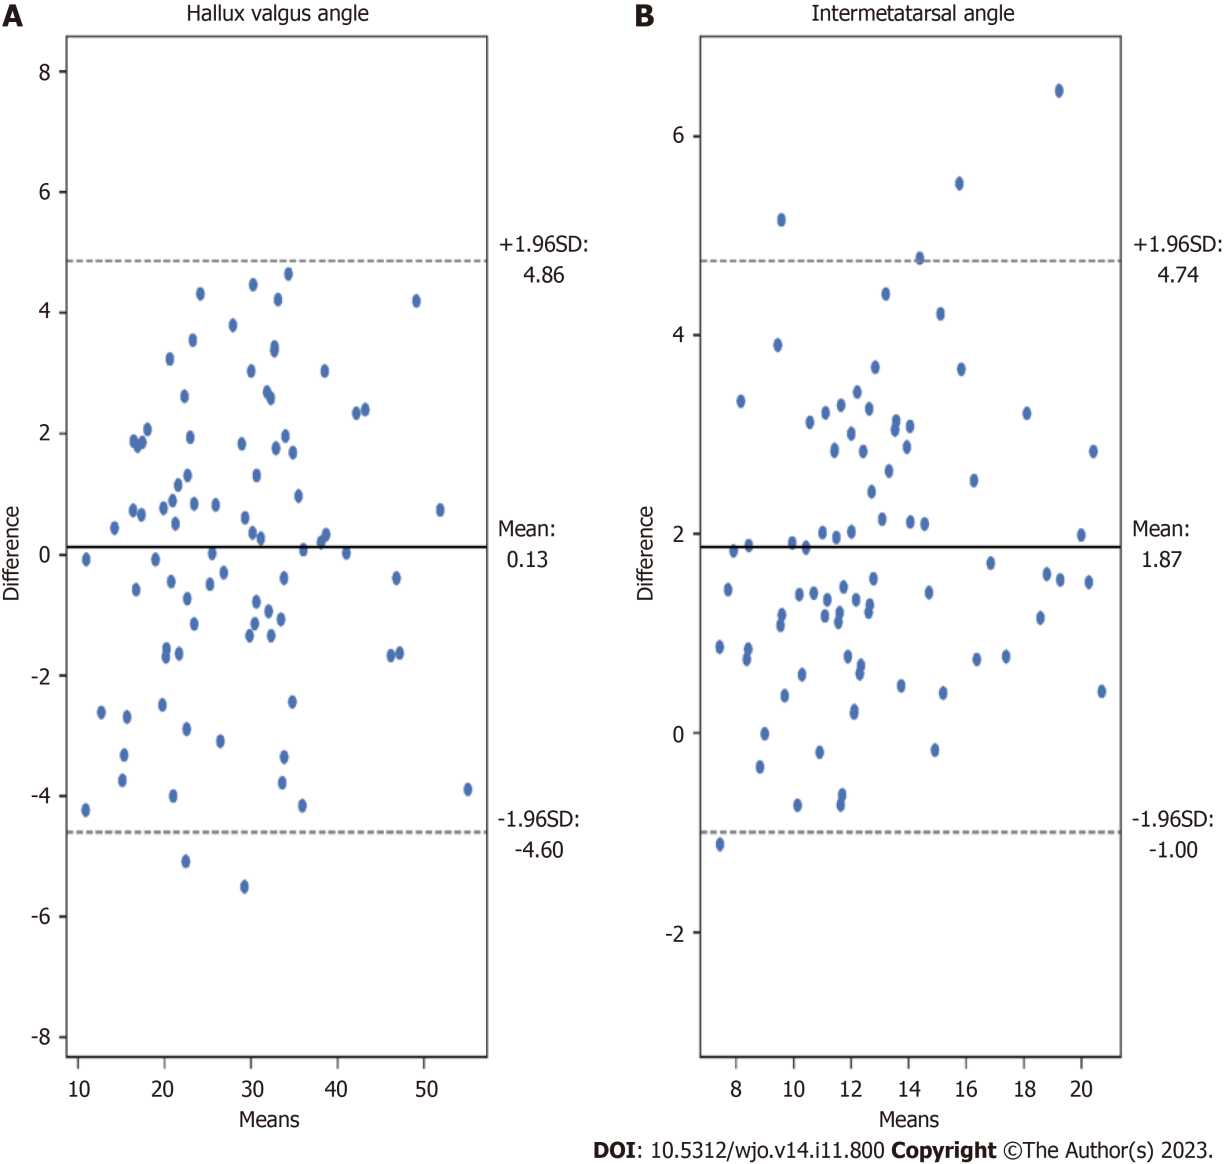 A
Hallux valgus angle
8
6
4
2
0
-2
-4
-6
-8
Difference
+1.96SD:
4.86
Mean:
0.13
-1.96SD:
-4.60
10 20 30 40 50
Means
B
Intermetatarsal angle
6
4
2
0
-2
Difference
+1.96SD:
4.74
Mean:
1.87
-1.96SD:
-1.00
8 10 12 14 16 18 20
Means
DOI: 10.5312/wjo.v14.i11.800 Copyright ©The Author(s) 2023.